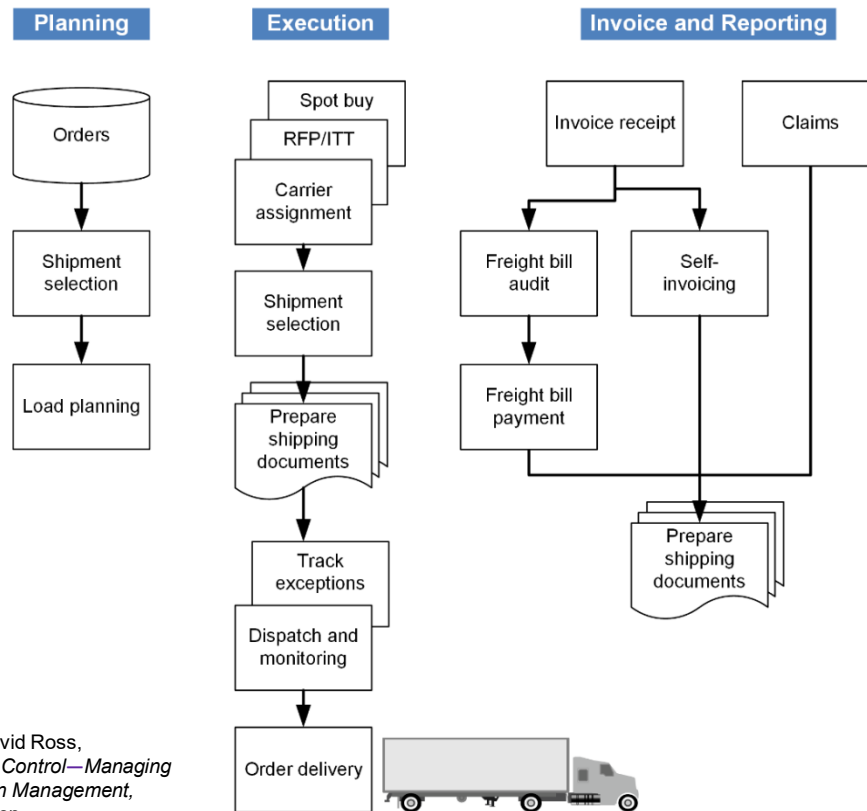 Planning
Execution
Invoice and Reporting
Orders
Shipment
selection
Load planning
Spot buy
RFP/ITT
Carrier
assignment
Shipment
selection
Prepare
shipping
documents
Track
exceptions
Dispatch and
monitoring
Order delivery
Invoice receipt
Claims
Freight bill
audit
Self-
invoicing
Freight bill
payment
Prepare
shipping
documents
Ross,
Control—Managing
Management,